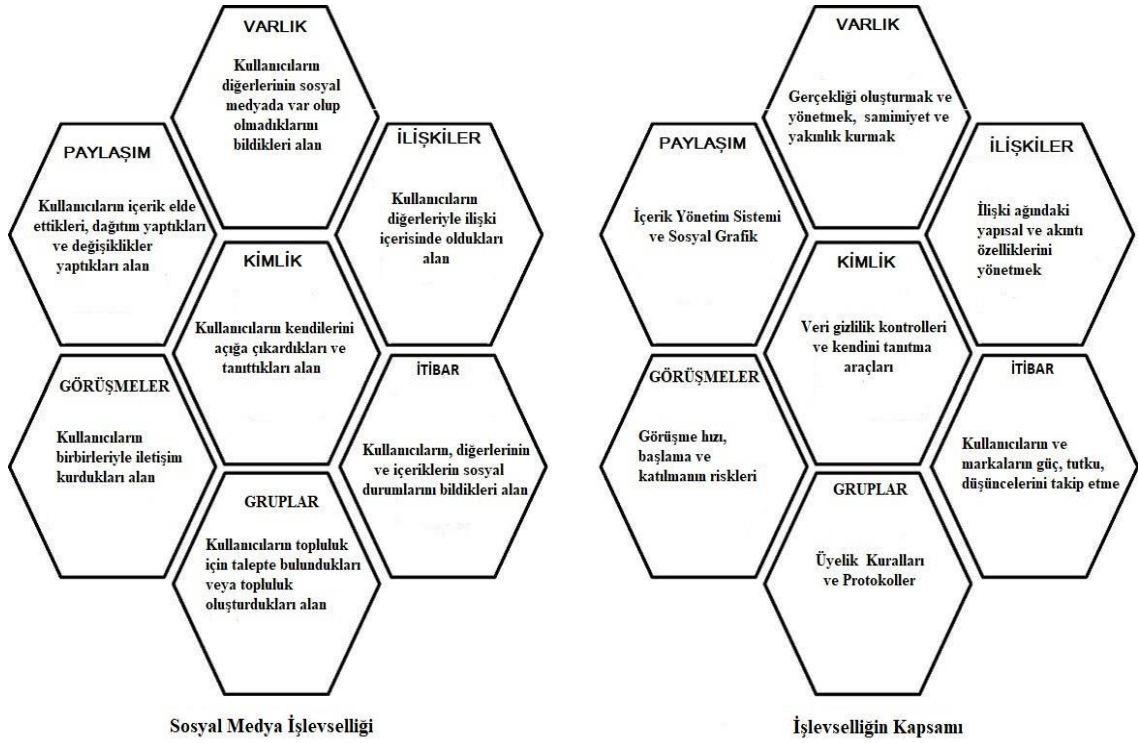 VARLIK
Kullanıcıların
diğerlerinin sosyal
medyada var olup
olmadıklarını
bildikleri alan
PAYLAŞIM
Kullanıcıların içerik elde
ettikleri, dağıtım yaptıkları
ve değişiklikler
yaptıkları alan
İLİŞKİLER
Kullanıcıların
diğerleriyle ilişki
içerisinde oldukları
alan
KİMLİK
Kullanıcıların kendilerini
açığa çıkardıkları ve
tanıttıkları alan
GÖRÜŞMELER
Kullanıcıların
birbirleriyle iletişim
kurdukları alan
İTİBAR
Kullanıcıların, diğerlerinin
ve içeriklerin sosyal
durumlarını bildikleri alan
GRUPLAR
Kullanıcıların topluluk
için talepte bulundukları
veya topluluk
oluşturdukları alan
Sosyal Medya İşlevselliği
VARLIK
Gerçekliği oluşturmak ve
yönetmek, samimiyet ve
yakınlık kurmak
PAYLAŞIM
İçerik Yönetim Sistemi
ve Sosyal Grafik
İLİŞKİLER
İlişki ağındaki
yapısal ve akıntı
özelliklerini
yönetmek
KİMLİK
Veri gizlilik kontrolleri
ve kendini tanıtma
araçları
GÖRÜŞMELER
Görüşme hızı,
başlama ve
katılmanın riskleri
İTİBAR
Kullanıcıların ve
markaların güç, tutku,
düşüncelerini takip etme
GRUPLAR
Üyelik Kuralları
ve Protokoller
İşlevselliğin Kapsamı